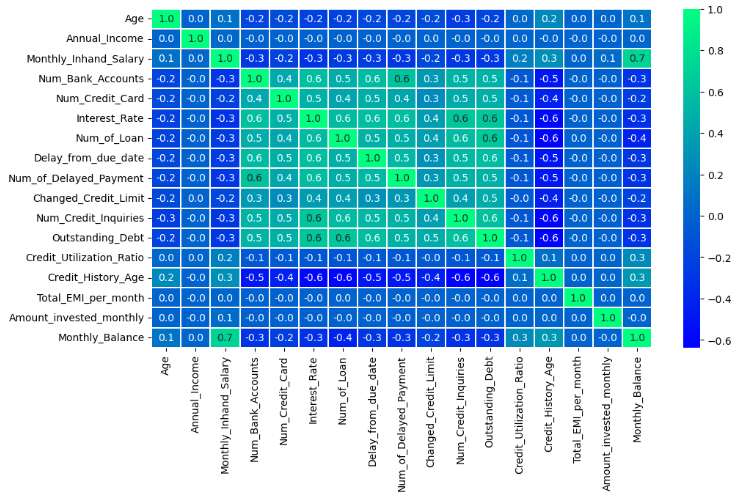 Age 1.0 0.0 0.1 -0.2 -0.2 -0.2 -0.2 -0.2 -0.2 -0.2 -0.3 -0.2 0.0 0.2 0.0 0.0 0.1
Annual_Income 0.0 1.0 0.0 -0.0 -0.0 -0.0 -0.0 -0.0 -0.0 0.0 -0.0 -0.0 0.0 -0.0 0.0 0.0 0.0
Monthly_Inhand_Salary 0.1 0.0 1.0 -0.3 -0.2 -0.3 -0.3 -0.3 -0.3 -0.2 -0.3 -0.3 0.2 0.3 0.0 0.1 0.7
Num_Bank_Accounts -0.2 -0.0 -0.3 1.0 0.4 0.6 0.5 0.6 0.6 0.3 0.5 0.5 -0.1 -0.5 -0.0 -0.0 -0.3
Num_Credit_Card -0.2 -0.0 -0.2 0.4 1.0 0.5 0.4 0.5 0.4 0.3 0.5 0.5 -0.1 -0.4 -0.0 -0.0 -0.2
Interest_Rate -0.2 -0.0 -0.3 0.6 0.5 1.0 0.6 0.6 0.6 0.4 0.6 0.6 -0.1 -0.6 -0.0 -0.0 -0.3
Num_of_Loan -0.2 -0.0 -0.3 0.5 0.4 0.6 1.0 0.5 0.5 0.4 0.6 0.6 -0.1 -0.6 -0.0 -0.0 -0.4
Delay_from_due_date -0.2 -0.0 -0.3 0.6 0.5 0.6 0.5 1.0 0.5 0.3 0.5 0.6 -0.1 -0.5 -0.0 -0.0 -0.3
Num_of_Delayed_Payment -0.2 -0.0 -0.3 0.6 0.4 0.6 0.5 0.5 1.0 0.3 0.5 0.5 -0.1 -0.5 -0.0 -0.0 -0.3
Changed_Credit_Limit -0.2 0.0 -0.2 0.3 0.3 0.4 0.4 0.3 0.3 1.0 0.4 0.5 -0.0 -0.4 -0.0 -0.0 -0.2
Num_Credit_Inquiries -0.3 -0.0 -0.3 0.5 0.5 0.6 0.6 0.5 0.5 0.4 1.0 0.6 -0.1 -0.6 -0.0 -0.0 -0.3
Outstanding_Debt -0.2 -0.0 -0.3 0.5 0.5 0.6 0.6 0.6 0.5 0.5 0.6 1.0 -0.1 -0.6 -0.0 -0.0 -0.3
Credit_Utilization_Ratio 0.0 0.0 0.2 -0.1 -0.1 -0.1 -0.1 -0.1 -0.1 -0.0 -0.1 -0.1 1.0 0.1 0.0 0.0 0.3
Credit_History_Age 0.2 -0.0 0.3 -0.5 -0.4 -0.6 -0.6 -0.5 -0.5 -0.4 -0.6 -0.6 0.1 1.0 0.0 0.0 0.3
Total_EMI_per_month 0.0 0.0 0.0 -0.0 -0.0 -0.0 -0.0 -0.0 -0.0 -0.0 -0.0 -0.0 0.0 0.0 1.0 0.0 0.0
Amount_invested_monthly 0.0 0.0 0.1 -0.0 -0.0 -0.0 -0.0 -0.0 -0.0 -0.0 -0.0 -0.0 0.0 0.0 0.0 1.0 -0.0
Monthly_Balance 0.1 0.0 0.7 -0.3 -0.2 -0.3 -0.4 -0.3 -0.3 -0.2 -0.3 -0.3 0.3 0.3 0.0 -0.0 1.0
Age
Annual_Income
Monthly_Inhand_Salary
Num_Bank_Accounts
Num_Credit_Card
Interest_Rate
Num_of_Loan
Delay_from_due_date
Num_of_Delayed_Payment
Changed_Credit_Limit
Num_Credit_Inquiries
Outstanding_Debt
Credit_Utilization_Ratio
Credit_History_Age
Total_EMI_per_month
Amount_invested_monthly
Monthly_Balance
1.0
0.8
0.6
0.4
0.2
0.0
−0.2
−0.4
−0.6